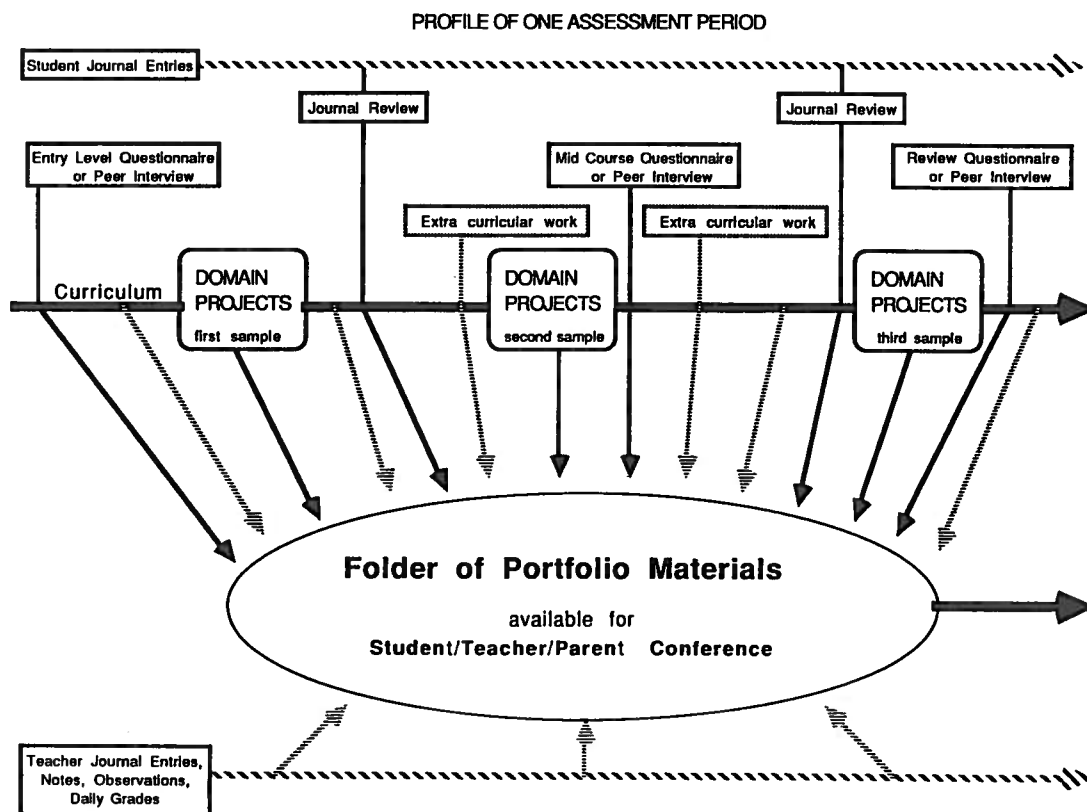 PROFILE OF ONE ASSESSMENT PERIOD
Student Journal Entries
Journal Review
Journal Review
Entry Level Questionnaire
or Peer Interview
Mid Course Questionnaire
or Peer Interview
Review Questionnaire
or Peer Interview
Extra curricular work
Extra curricular work
Curriculum
DOMAIN
PROJECTS
first sample
DOMAIN
PROJECTS
second sample
DOMAIN
PROJECTS
third sample
Folder of Portfolio Materials
available for
Student/Teacher/Parent Conference
Teacher Journal Entries,
Notes, Observations,
Daily Grades